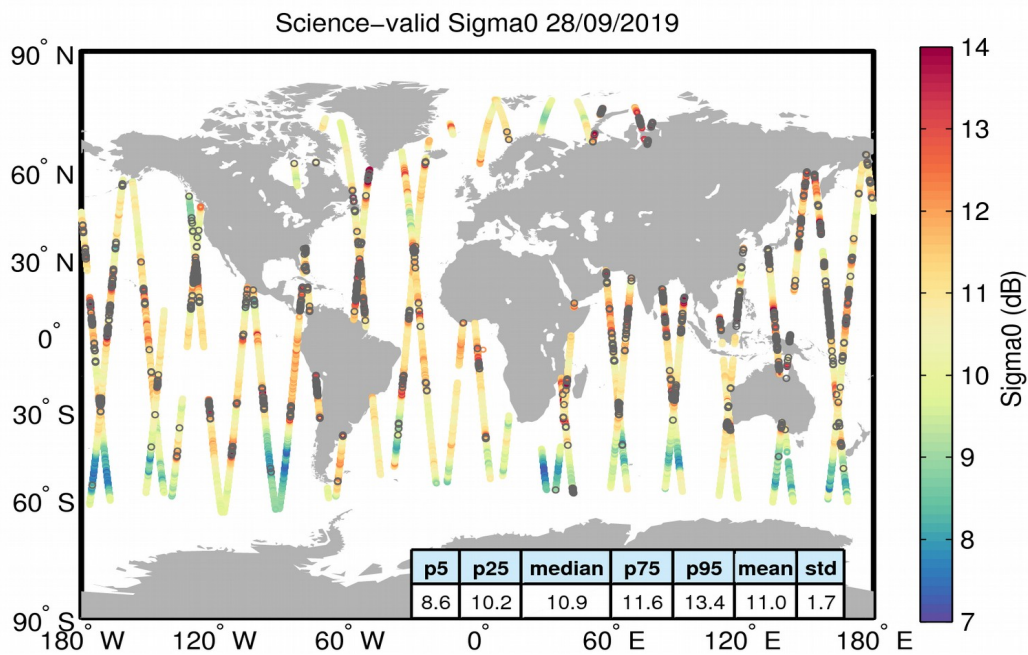 Science-valid Sigma0 28/09/2019
90° N
60° N
30° N
0°
30° S
60° S
90° S
180° W
120° W
60° W
0°
60° E
120° E
180° E
14
13
12
11
10
9
8
7
Sigma0 (dB)
p5 p25 median p75 p95 mean std
8.6 10.2 10.9 11.6 13.4 11.0 1.7